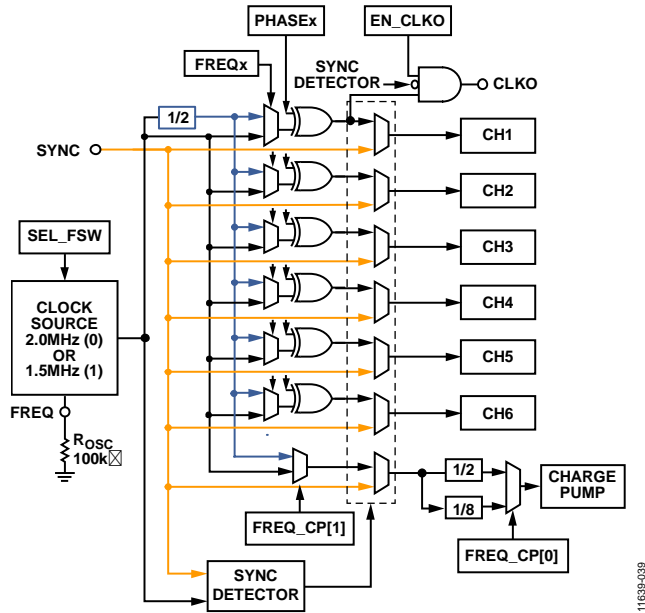 PHASEx
EN_CLKO
FREQx
SYNC
DETECTOR
CLKO
1/2
SYNC
CH1
CH2
SEL_FSW
CH3
CLOCK
SOURCE
2.0MHz (0)
OR
1.5MHz (1)
CH4
CH5
FREQ
CH6
ROSC
100k
1/2
CHARGE
PUMP
1/8
FREQ_CP[1]
FREQ_CP[0]
SYNC
DETECTOR
11639-039